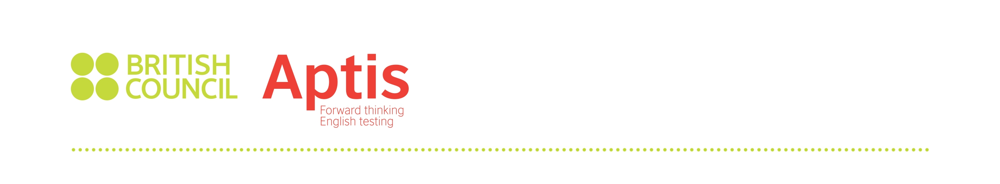 BRITISH
COUNCIL
Aptis
Forward thinking
English testing